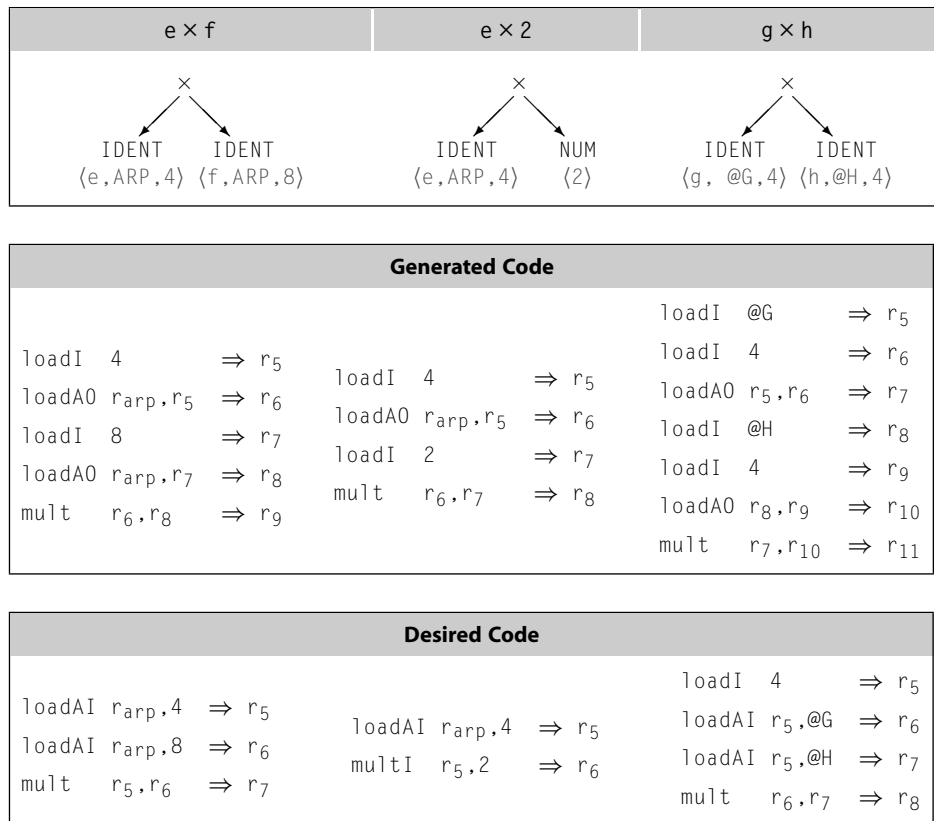 e × f e × 2 g × h
× × ×
IDENT IDENT IDENT NUM IDENT IDENT
⟨e,ARP,4⟩ ⟨f,ARP,8⟩ ⟨e,ARP,4⟩ ⟨2⟩ ⟨g, @G,4⟩ ⟨h,@H,4⟩
Generated Code
loadI 4 ⇒ r5
loadAO rarp,r5 ⇒ r6
loadI 8 ⇒ r7
loadAO rarp,r7 ⇒ r8
mult r6,r8 ⇒ r9
loadI 4 ⇒ r5
loadAO rarp,r5 ⇒ r6
loadI 2 ⇒ r7
mult r6,r7 ⇒ r8
loadI @G ⇒ r5
loadI 4 ⇒ r6
loadAO r5,r6 ⇒ r7
loadI @H ⇒ r8
loadI 4 ⇒ r9
loadAO r8,r9 ⇒ r10
mult r7,r10 ⇒ r11
Desired Code
loadAI rarp,4 ⇒ r5
loadAI rarp,8 ⇒ r6
mult r5,r6 ⇒ r7
loadAI rarp,4 ⇒ r5
multI r5,2 ⇒ r6
loadI 4 ⇒ r5
loadAI r5,@G ⇒ r6
loadAI r5,@H ⇒ r7
mult r6,r7 ⇒ r8